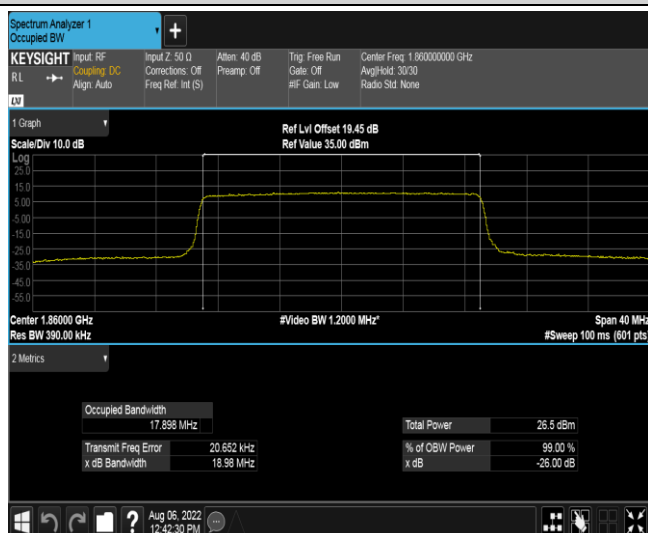 Spectrum Analyzer 1
Occupied BW
+
KEYSIGHT
R L
LXI
Input: RF
Coupling: DC
Align: Auto
Input Z: 50 Ω
Corrections: Off
Freq Ref: Int (S)
Atten: 40 dB
Preamp: Off
Trig: Free Run
Gate: Off
#IF Gain: Low
Center Freq: 1.860000000 GHz
Avg|Hold: 30/30
Radio Std: None
1 Graph
Scale/Div 10.0 dB
Ref Lvl Offset 19.45 dB
Ref Value 35.00 dBm
Log
25.0
15.0
5.00
-5.00
-15.0
-25.0
-35.0
-45.0
-55.0
Center 1.86000 GHz
#Video BW 1.2000 MHz*
Span 40 MHz
Res BW 390.00 kHz
#Sweep 100 ms (601 pts)
2 Metrics
Occupied Bandwidth
17.898 MHz
Total Power 26.5 dBm
Transmit Freq Error 20.652 kHz
% of OBW Power 99.00 %
x dB Bandwidth 18.98 MHz
x dB -26.00 dB
?
Aug 06, 2022
12:42:30 PM